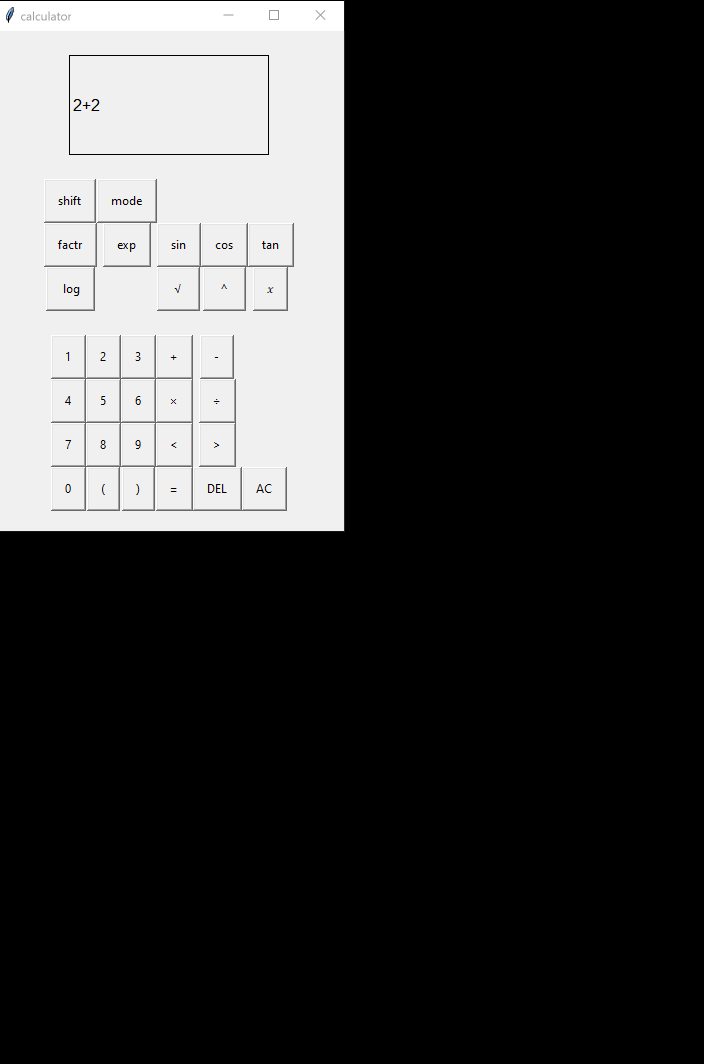 calculator
2+2
shift mode
factr exp sin cos tan
log √ ^ x
1 2 3 + -
4 5 6 × ÷
7 8 9 < >
0 ( ) = DEL AC